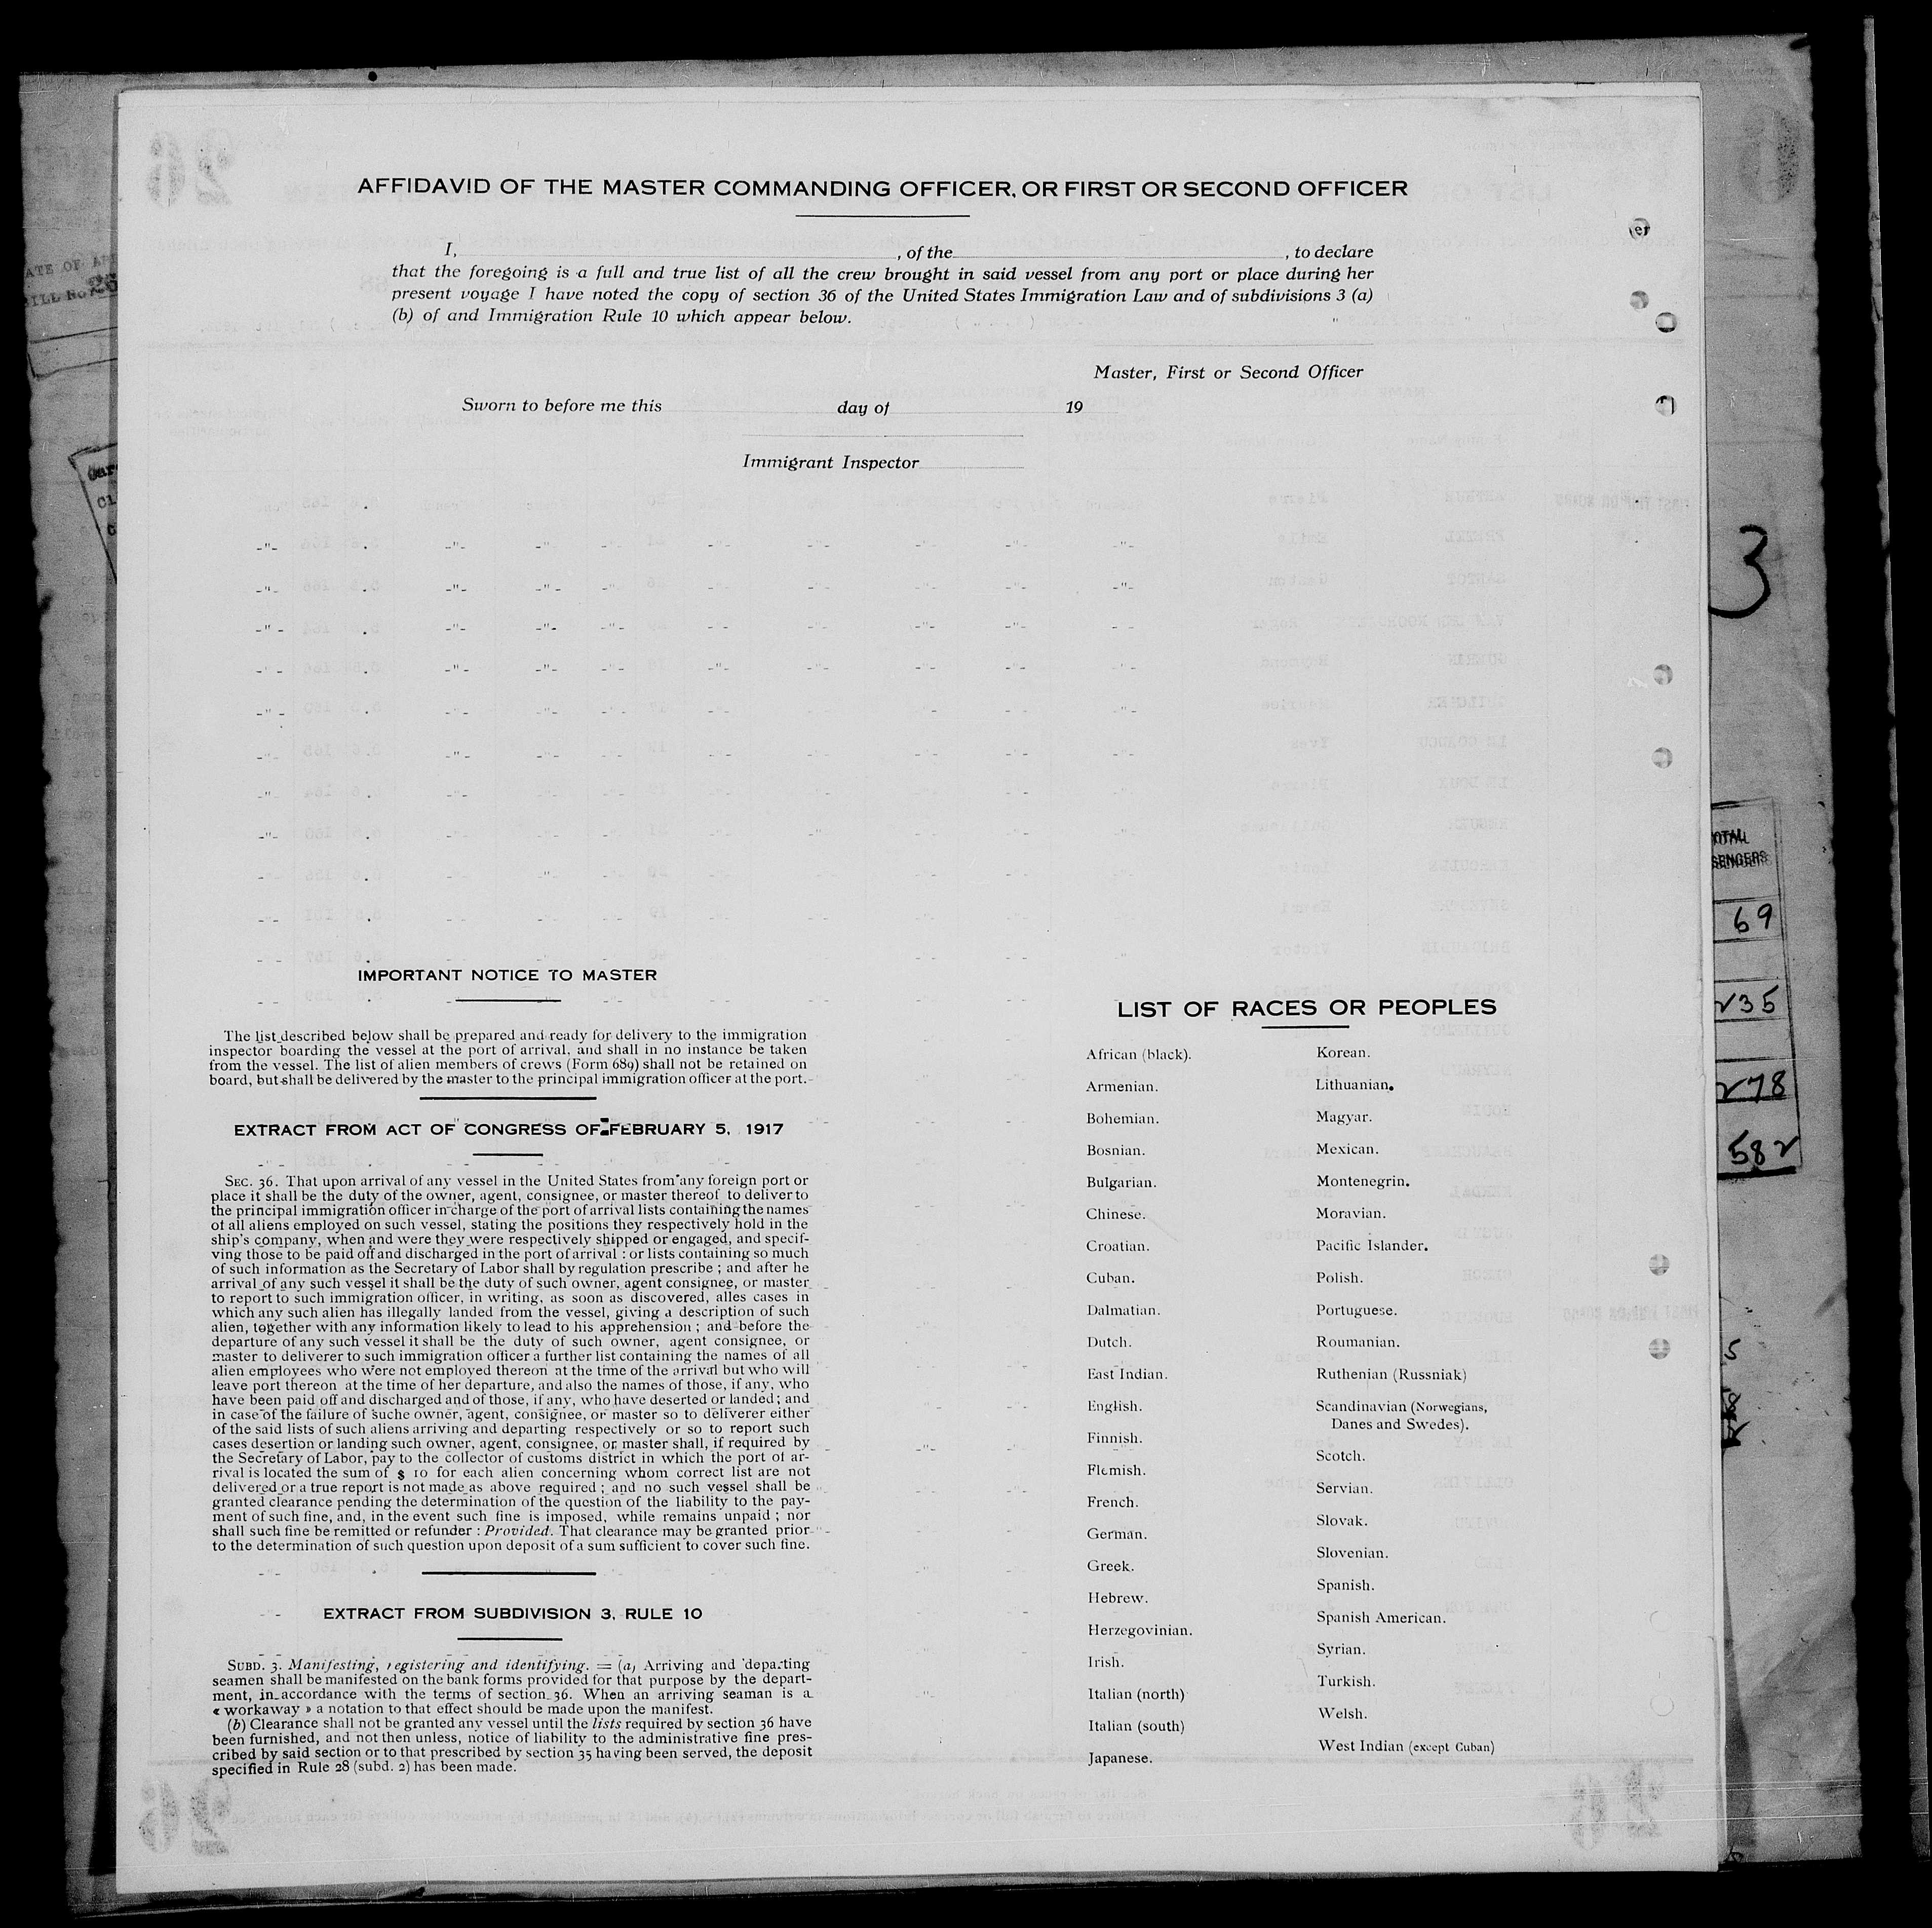 AFFIDAVID OF THE MASTER COMMANDING OFFICER, OR FIRST OR SECOND OFFICER
I, , of the , to declare
that the foregoing is a full and true list of all the crew brought in said vessel from any port or place during her
present voyage I have noted the copy of section 36 of the United States Immigration Law and of subdivisions 3 (a)
(b) of and Immigration Rule 10 which appear below.
Master, First or Second Officer
Sworn to before me this day of 19
Immigrant Inspector
3
IMPORTANT NOTICE TO MASTER
The list described below shall be prepared and ready for delivery to the immigration
inspector boarding the vessel at the port of arrival, and shall in no instance be taken
from the vessel. The list of alien members of crews (Form 689) shall not be retained on
board, but shall be delivered by the master to the principal immigration officer at the port.
EXTRACT FROM ACT OF CONGRESS OF FEBRUARY 5, 1917
SEC. 36. That upon arrival of any vessel in the United States from any foreign port or
place it shall be the duty of the owner, agent, consignee, or master thereof to deliver to
the principal immigration officer in charge of the port of arrival lists containing the names
of all aliens employed on such vessel, stating the positions they respectively hold in the
ship's company, when and were they were respectively shipped or engaged, and specif-
ving those to be paid off and discharged in the port of arrival : or lists containing so much
of such information as the Secretary of Labor shall by regulation prescribe ; and after he
arrival of any such vessel it shall be the duty of such owner, agent consignee, or master
to report to such immigration officer, in writing, as soon as discovered, alles cases in
which any such alien has illegally landed from the vessel, giving a description of such
alien, together with any information likely to lead to his apprehension ; and before the
departure of any such vessel it shall be the duty of such owner, agent consignee, or
master to deliverer to such immigration officer a further list containing the names of all
alien employees who were not employed thereon at the time of the arrival but who will
leave port thereon at the time of her departure, and also the names of those, if any, who
have been paid off and discharged and of those, if any, who have deserted or landed ; and
in case of the failure of suche owner, agent, consignee, or master so to deliverer either
of the said lists of such aliens arriving and departing respectively or so to report such
cases desertion or landing such owner, agent, consignee, or master shall, if required by
the Secretary of Labor, pay to the collector of customs district in which the port of ar-
rival is located the sum of $ 10 for each alien concerning whom correct list are not
delivered or a true report is not made as above required ; and no such vessel shall be
granted clearance pending the determination of the question of the liability to the pay-
ment of such fine, and, in the event such fine is imposed, while remains unpaid ; nor
shall such fine be remitted or refunder : Provided. That clearance may be granted prior
to the determination of such question upon deposit of a sum sufficient to cover such fine.
EXTRACT FROM SUBDIVISION 3, RULE 10
SUBD. 3. Manifesting, registering and identifying. = (a) Arriving and departing
seamen shall be manifested on the bank forms provided for that purpose by the depart-
ment, in accordance with the terms of section 36. When an arriving seaman is a
« workaway » a notation to that effect should be made upon the manifest.
(b) Clearance shall not be granted any vessel until the lists required by section 36 have
been furnished, and not then unless, notice of liability to the administrative fine pres-
cribed by said section or to that prescribed by section 35 having been served, the deposit
specified in Rule 28 (subd. 2) has been made.
LIST OF RACES OR PEOPLES
African (black).
Armenian.
Bohemian.
Bosnian.
Bulgarian.
Chinese.
Croatian.
Cuban.
Dalmatian.
Dutch.
East Indian.
English.
Finnish.
Flemish.
French.
German.
Greek.
Hebrew.
Herzegovinian.
Irish.
Italian (north)
Italian (south)
Japanese.
Korean.
Lithuanian.
Magyar.
Mexican.
Montenegrin.
Moravian.
Pacific Islander.
Polish.
Portuguese.
Roumanian.
Ruthenian (Russniak)
Scandinavian (Norwegians,
Danes and Swedes).
Scotch.
Servian.
Slovak.
Slovenian.
Spanish.
Spanish American.
Syrian.
Turkish.
Welsh.
West Indian (except Cuban)
69
235
278
582